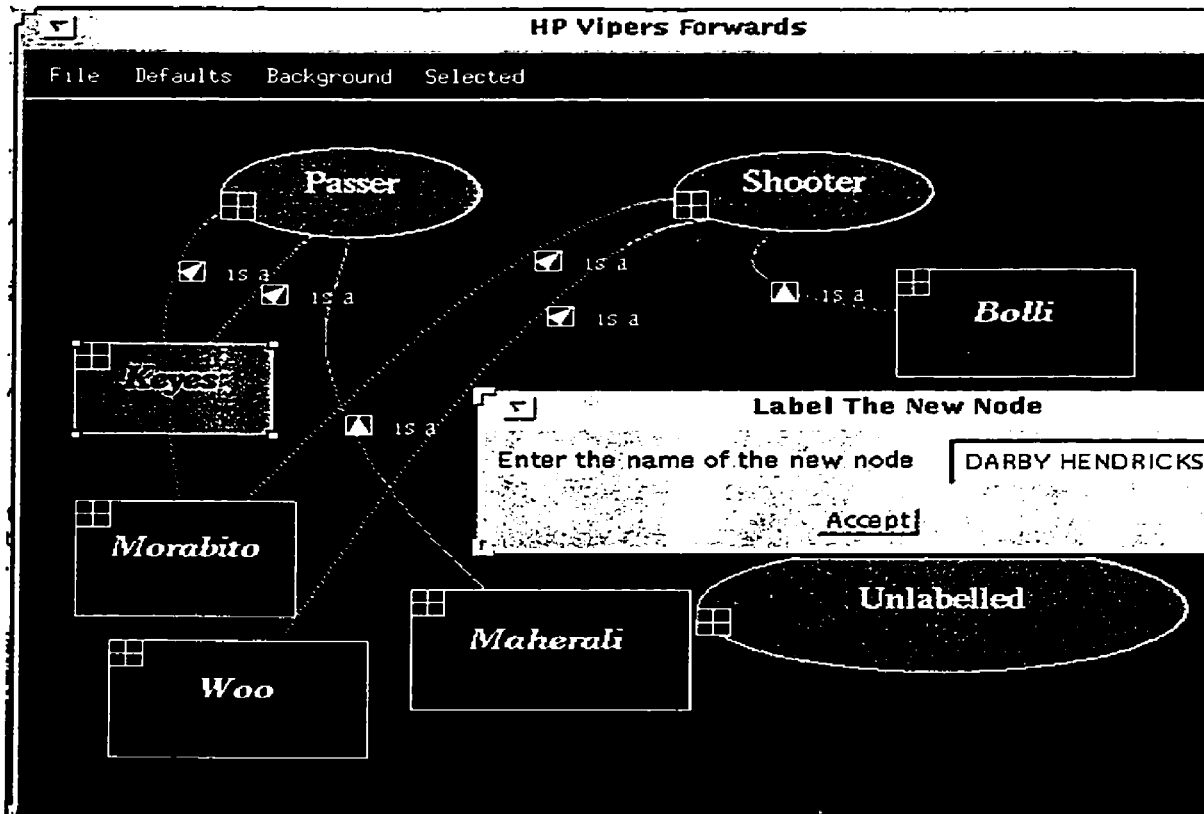 HP Vipers Forwards
File Defaults Background Selected
Passer
Shooter
is a
is a
is a
is a
is a
Bolli
Keyes
is a
Label The New Node
Enter the name of the new node DARBY HENDRICKS
Accept
Morabito
Unlabelled
Maherali
Woo